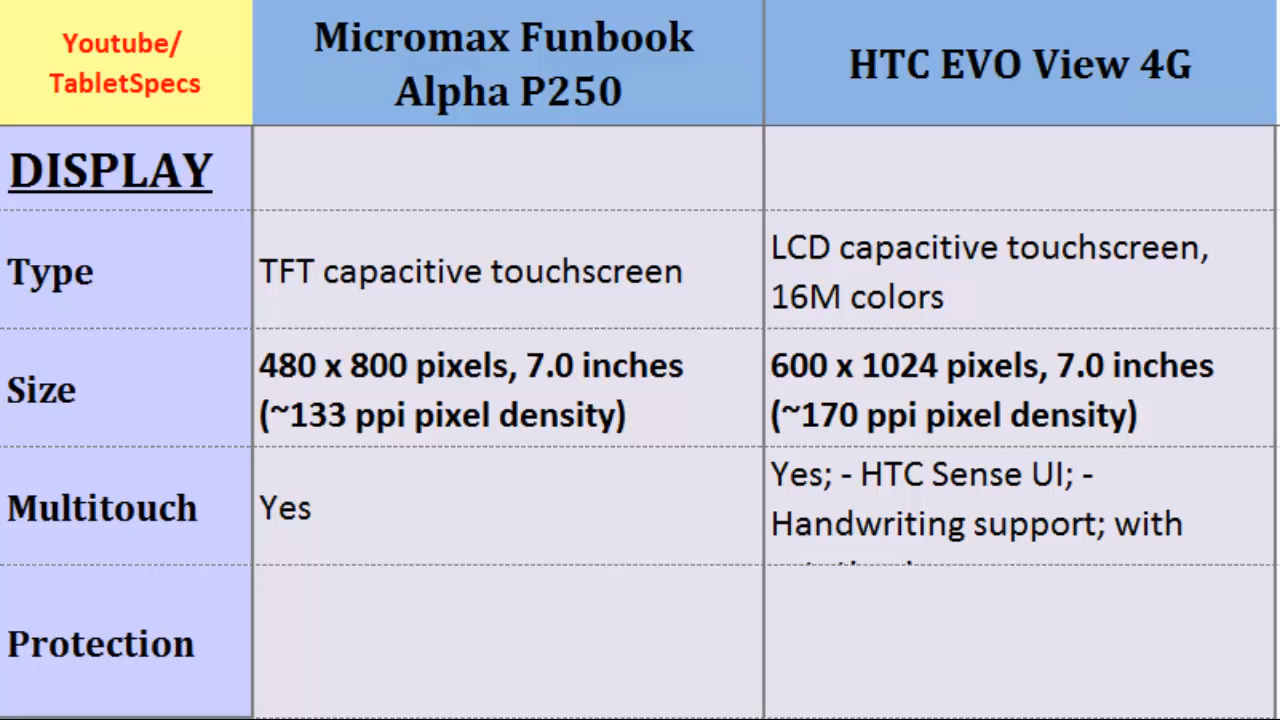 Youtube/
TabletSpecs
Micromax Funbook
Alpha P250
HTC EVO View 4G
DISPLAY
Type
TFT capacitive touchscreen
LCD capacitive touchscreen,
16M colors
Size
480 x 800 pixels, 7.0 inches
(~133 ppi pixel density)
600 x 1024 pixels, 7.0 inches
(~170 ppi pixel density)
Multitouch
Yes
Yes; - HTC Sense UI; -
Handwriting support; with
Protection